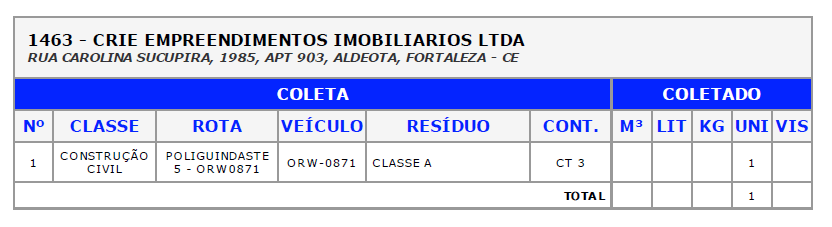 1463 - CRIE EMPREENDIMENTOS IMOBILIARIOS LTDA
RUA CAROLINA SUCUPIRA, 1985, APT 903, ALDEOTA, FORTALEZA - CE
COLETA COLETADO
Nº CLASSE ROTA VEÍCULO RESÍDUO CONT. M³ LIT KG UNI VIS
1 CONSTRUÇÃO CIVIL POLIGUINDASTE 5 - ORW0871 ORW-0871 CLASSE A CT 3 1
TOTAL 1